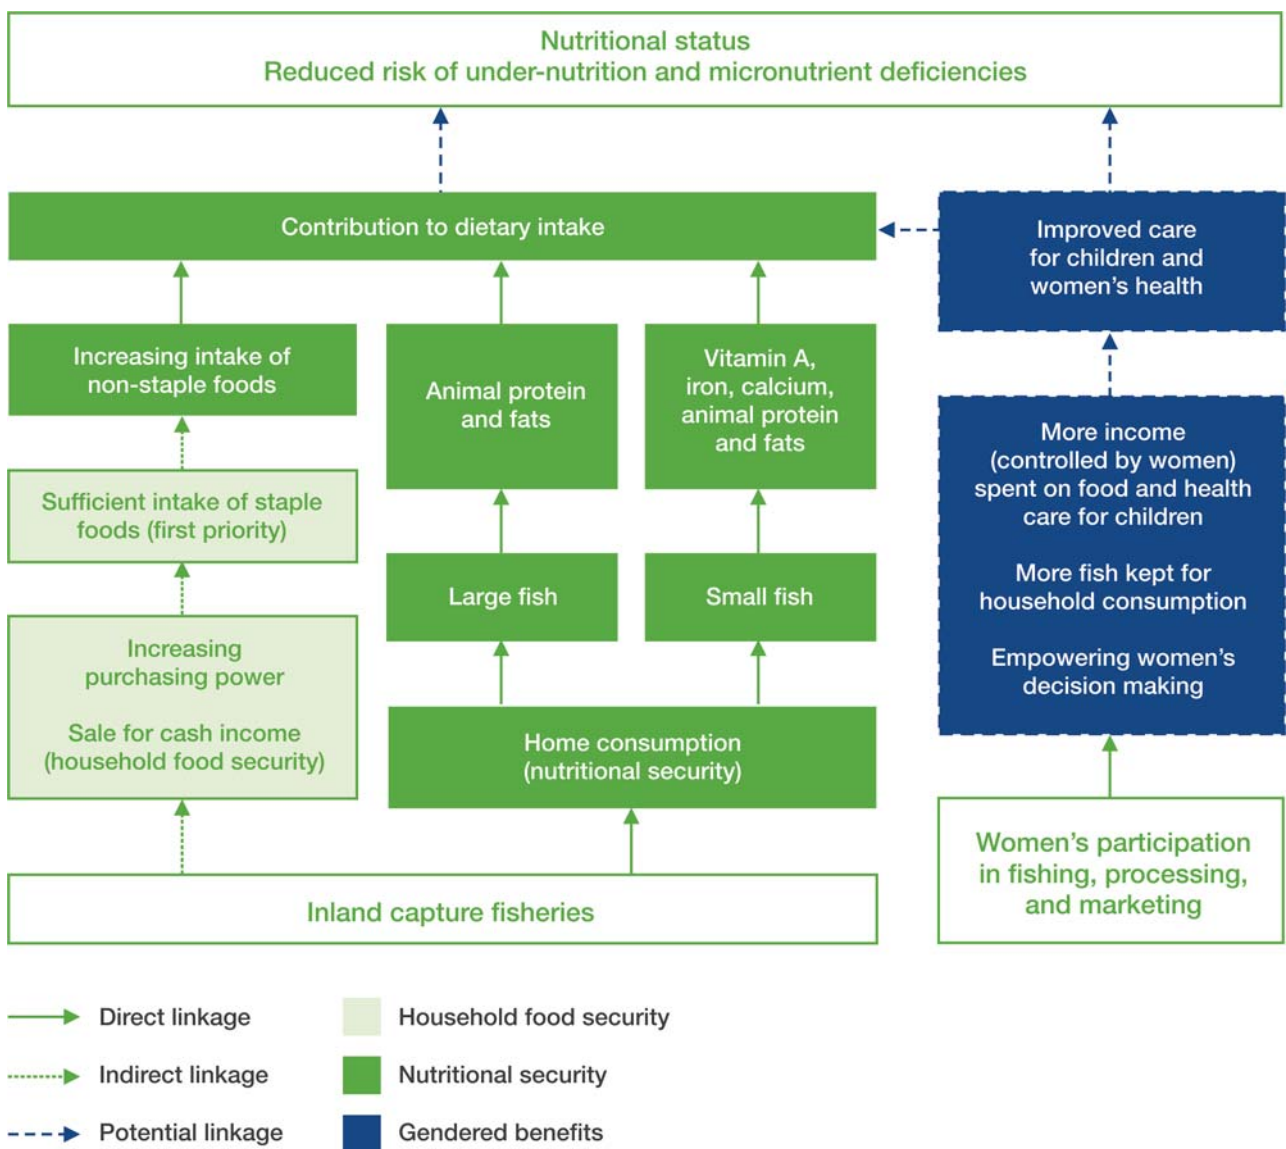 Nutritional status
Reduced risk of under-nutrition and micronutrient deficiencies
Contribution to dietary intake
Improved care
for children and
women's health
Increasing intake of
non-staple foods
Animal protein
and fats
Vitamin A,
iron, calcium,
animal protein
and fats
More income
(controlled by women)
spent on food and health
care for children
More fish kept for
household consumption
Empowering women's
decision making
Sufficient intake of staple
foods (first priority)
Large fish
Small fish
Increasing
purchasing power
Sale for cash income
(household food security)
Home consumption
(nutritional security)
Women's participation
in fishing, processing,
and marketing
Inland capture fisheries
Direct linkage
Household food security
Indirect linkage
Nutritional security
Potential linkage
Gendered benefits